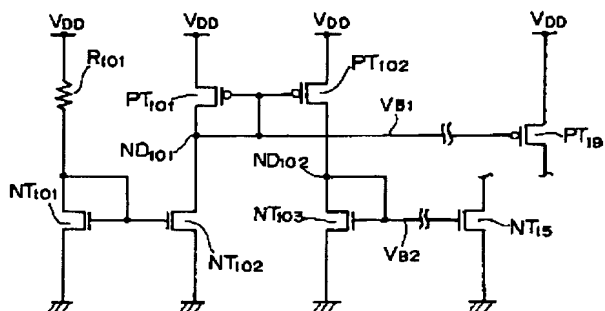 VDD VDD VDD VDD
R101
PT101 PT102
VB1
ND101 ND102 PT19
NT101
NT102 NT103
VB2
NT15